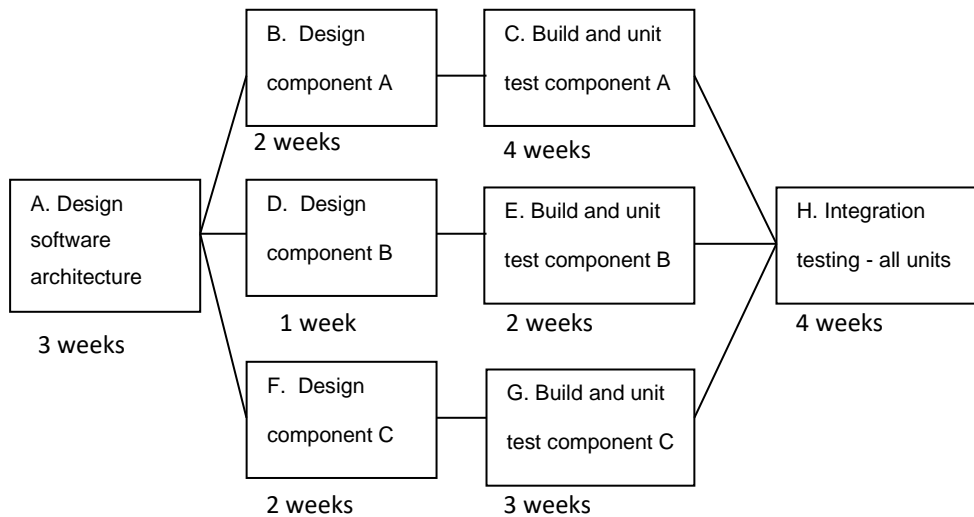 B. Design
component A
2 weeks
C. Build and unit
test component A
4 weeks
A. Design
software
architecture
3 weeks
D. Design
component B
1 week
E. Build and unit
test component B
2 weeks
H. Integration
testing - all units
4 weeks
F. Design
component C
2 weeks
G. Build and unit
test component C
3 weeks